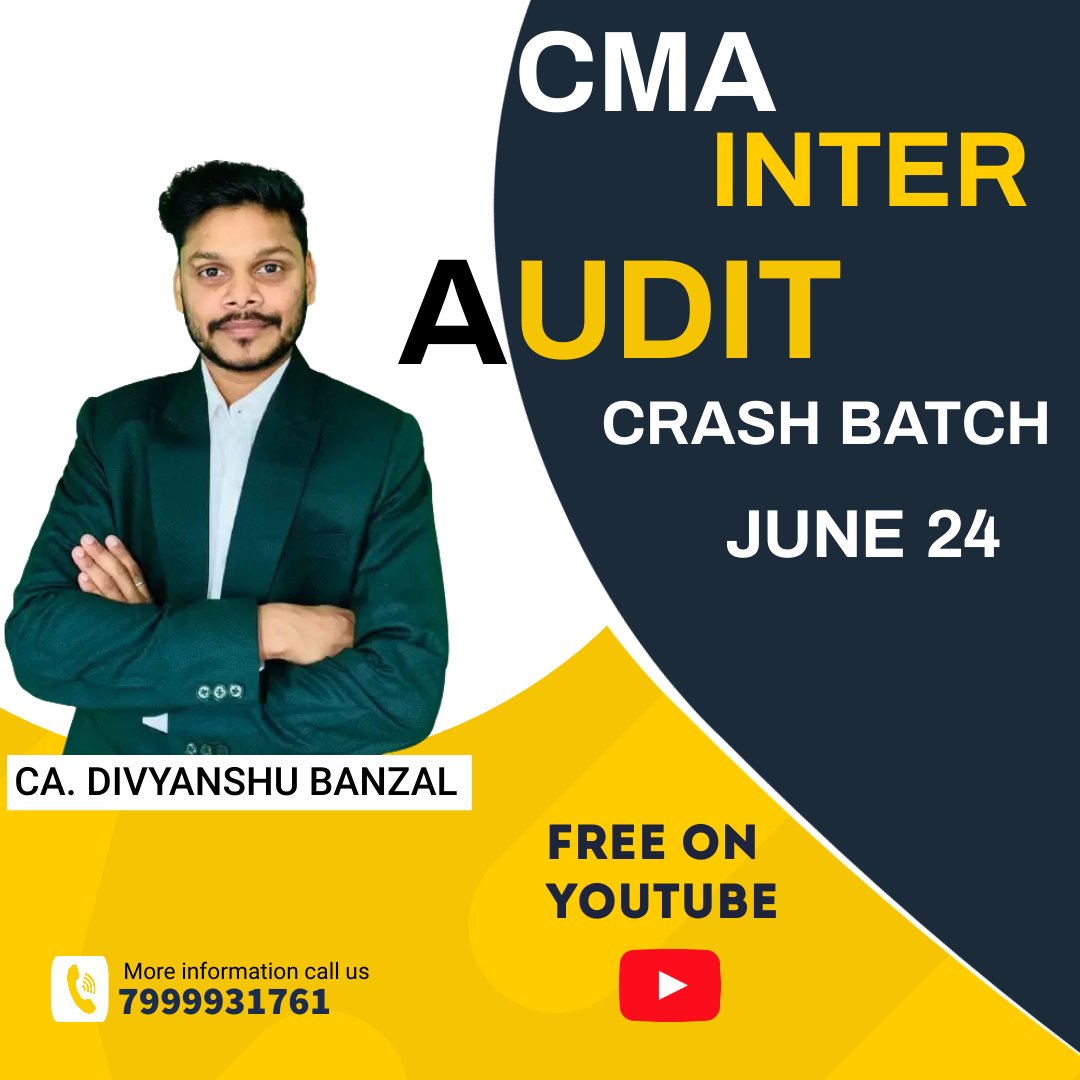 CMA
INTER
AUDIT
CRASH BATCH
JUNE 24
CA. DIVYANSHU BANZAL
FREE ON
YOUTUBE
More information call us
7999931761